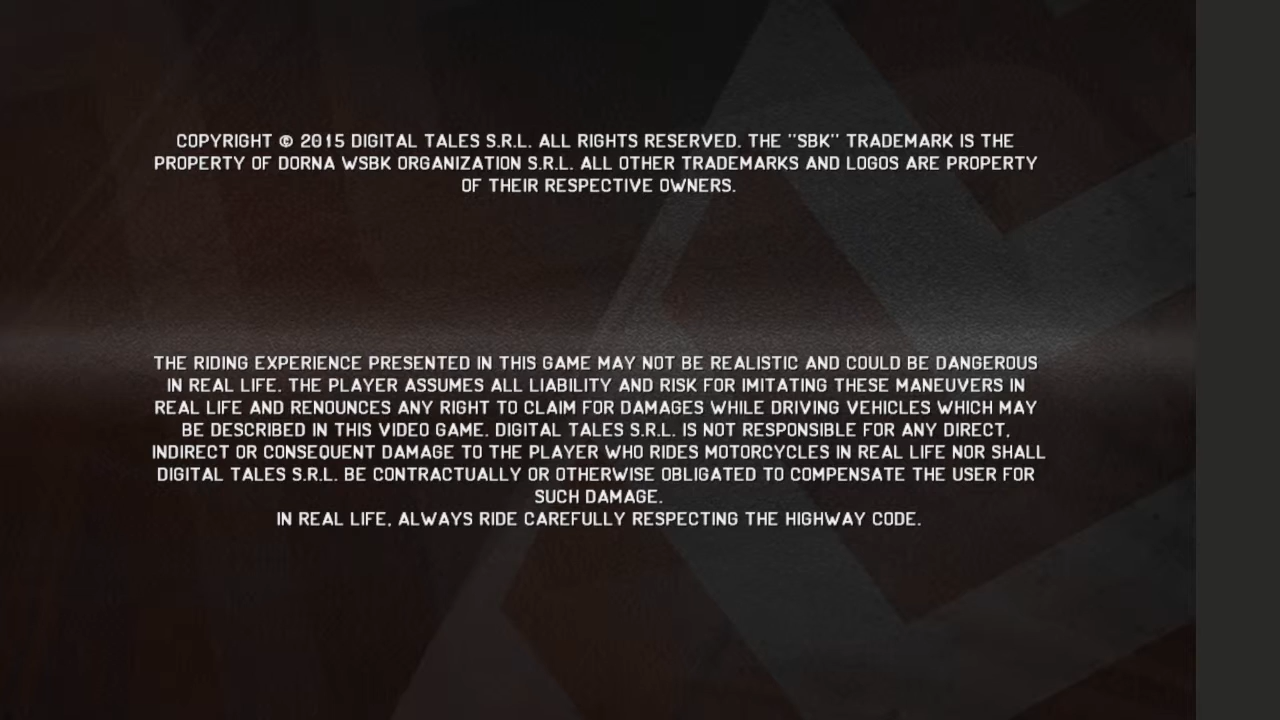 COPYRIGHT © 2015 DIGITAL TALES S.R.L. ALL RIGHTS RESERVED. THE "SBK" TRADEMARK IS THE
PROPERTY OF DORNA WSBK ORGANIZATION S.R.L. ALL OTHER TRADEMARKS AND LOGOS ARE PROPERTY
OF THEIR RESPECTIVE OWNERS.
THE RIDING EXPERIENCE PRESENTED IN THIS GAME MAY NOT BE REALISTIC AND COULD BE DANGEROUS
IN REAL LIFE. THE PLAYER ASSUMES ALL LIABILITY AND RISK FOR IMITATING THESE MANEUVERS IN
REAL LIFE AND RENOUNCES ANY RIGHT TO CLAIM FOR DAMAGES WHILE DRIVING VEHICLES WHICH MAY
BE DESCRIBED IN THIS VIDEO GAME. DIGITAL TALES S.R.L. IS NOT RESPONSIBLE FOR ANY DIRECT,
INDIRECT OR CONSEQUENT DAMAGE TO THE PLAYER WHO RIDES MOTORCYCLES IN REAL LIFE NOR SHALL
DIGITAL TALES S.R.L. BE CONTRACTUALLY OR OTHERWISE OBLIGATED TO COMPENSATE THE USER FOR
SUCH DAMAGE.
IN REAL LIFE, ALWAYS RIDE CAREFULLY RESPECTING THE HIGHWAY CODE.